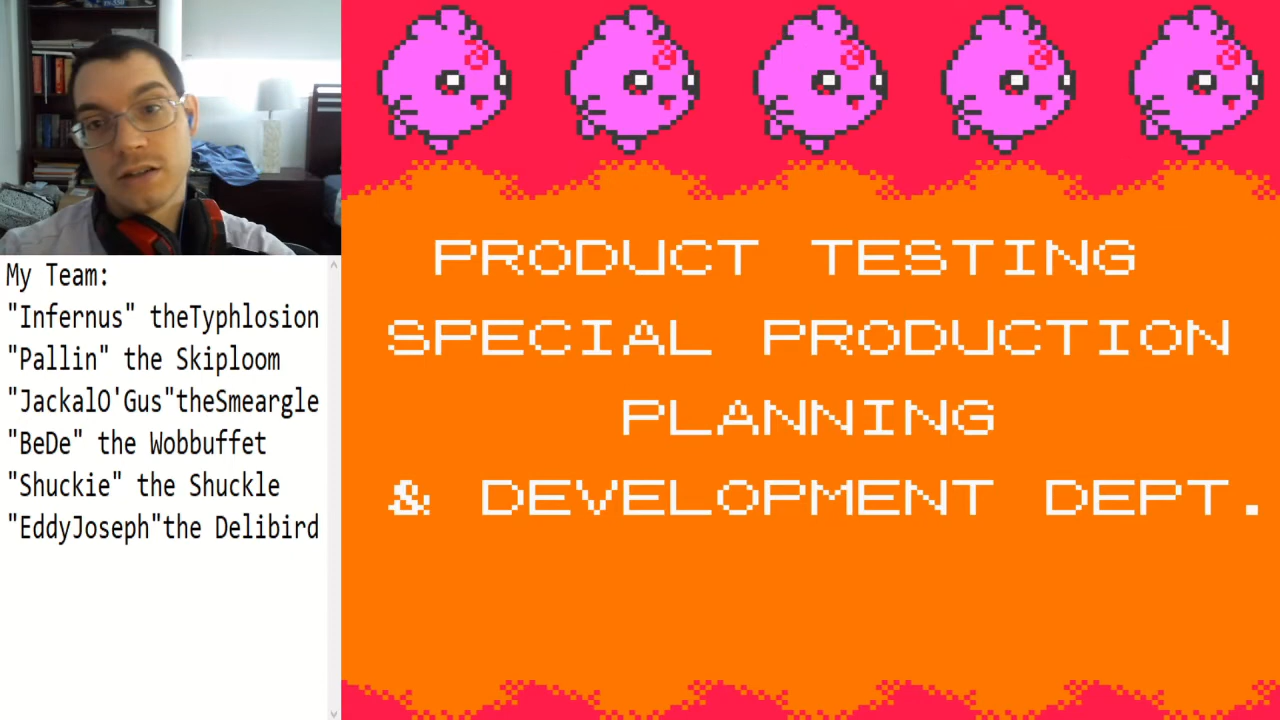 My Team:
"Infernus" theTyphlosion
"Pallin" the Skiploom
"JackalO'Gus"theSmeargle
"BeDe" the Wobbuffet
"Shuckie" the Shuckle
"EddyJoseph"the Delibird
PRODUCT TESTING
SPECIAL PRODUCTION
PLANNING
& DEVELOPMENT DEPT.